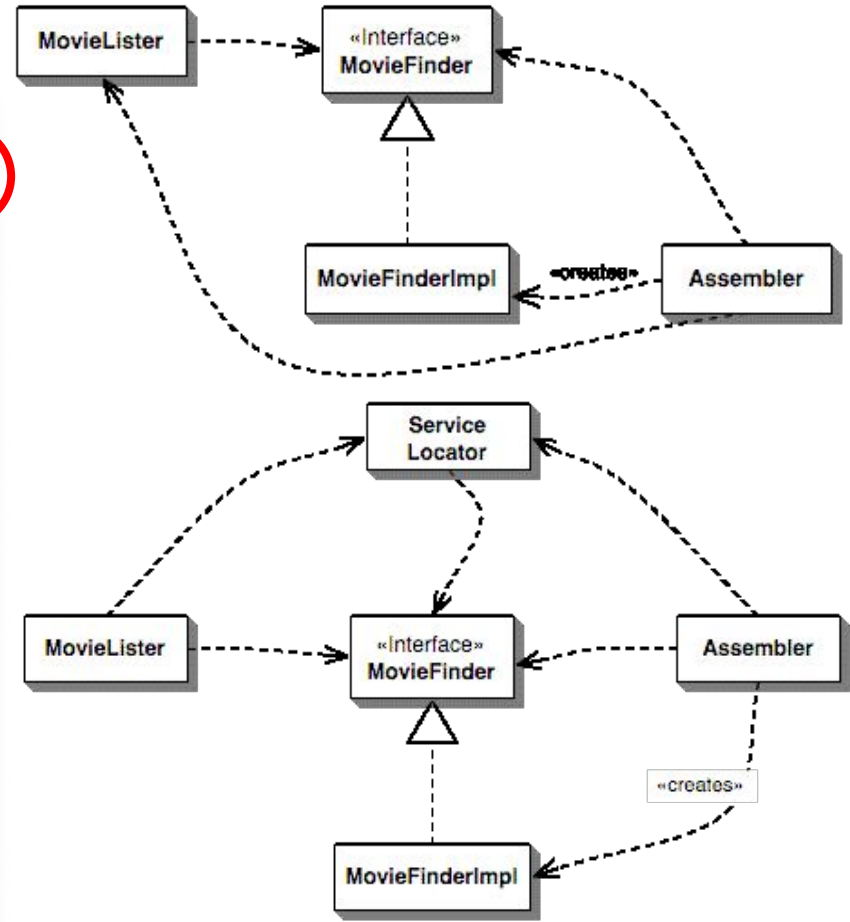 MovieLister
«Interface»
MovieFinder
MovieFinderImpl
«creates»
Assembler
Service
Locator
MovieLister
«Interface»
MovieFinder
Assembler
«creates»
MovieFinderImpl